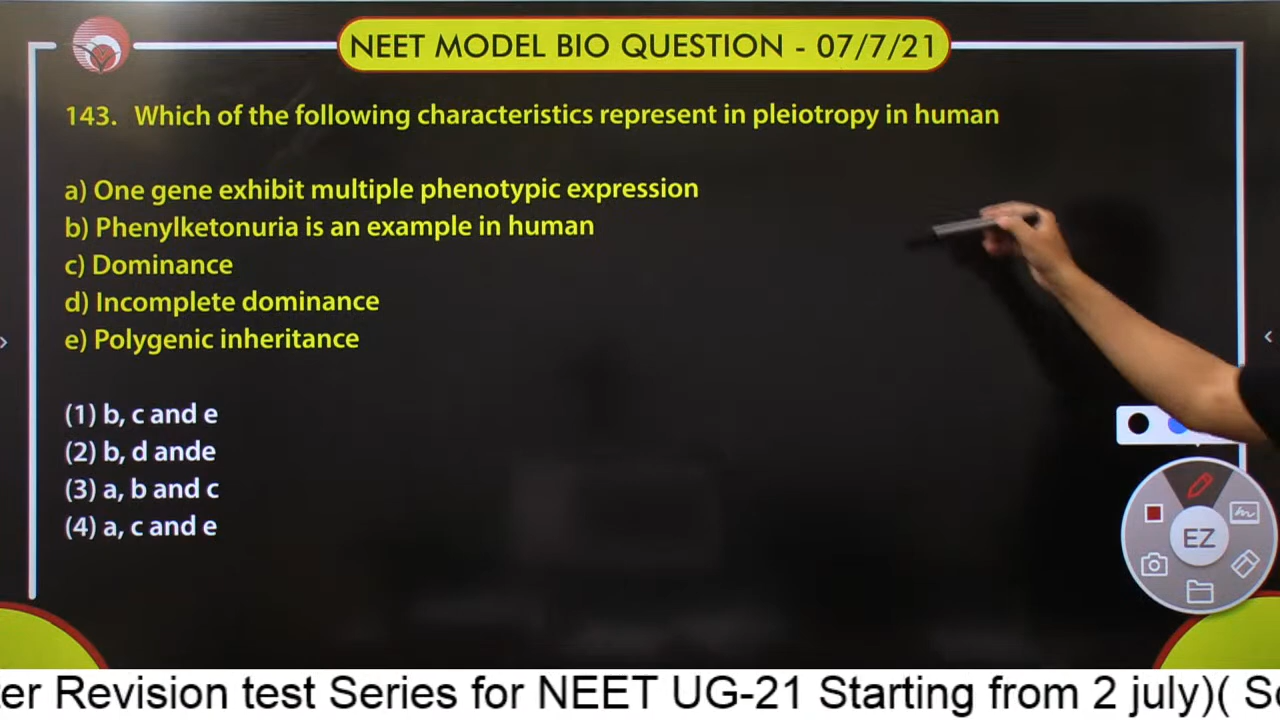 NEET MODEL BIO QUESTION - 07/7/21
143. Which of the following characteristics represent in pleiotropy in human
a) One gene exhibit multiple phenotypic expression
b) Phenylketonuria is an example in human
c) Dominance
d) Incomplete dominance
e) Polygenic inheritance
(1) b, c and e
(2) b, d ande
(3) a, b and c
(4) a, c and e
EZ
er Revision test Series for NEET UG-21 Starting from 2 july)(